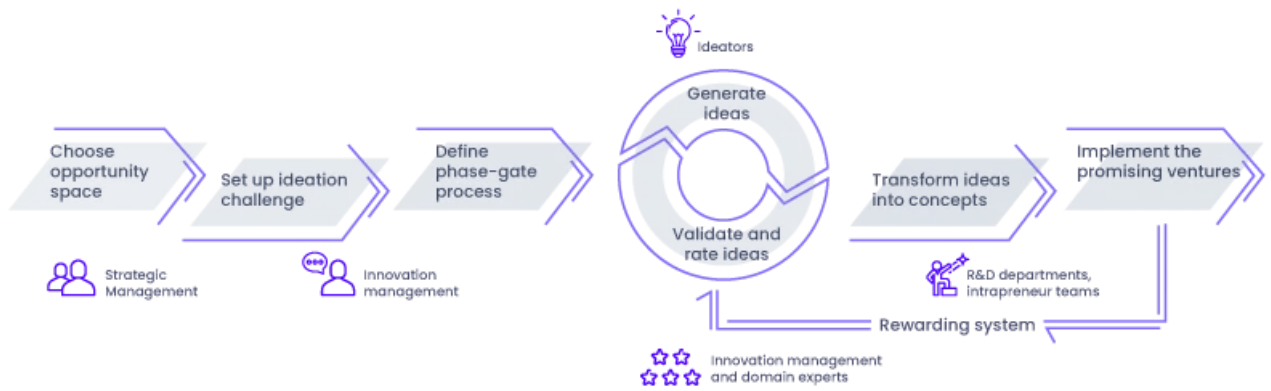 Ideators
Generate
ideas
Choose
opportunity
space
Set up ideation
challenge
Define
phase-gate
process
Validate and
rate ideas
Transform ideas
into concepts
Implement the
promising ventures
Strategic
Management
Innovation
management
R&D departments,
intrapreneur teams
Rewarding system
Innovation management
and domain experts